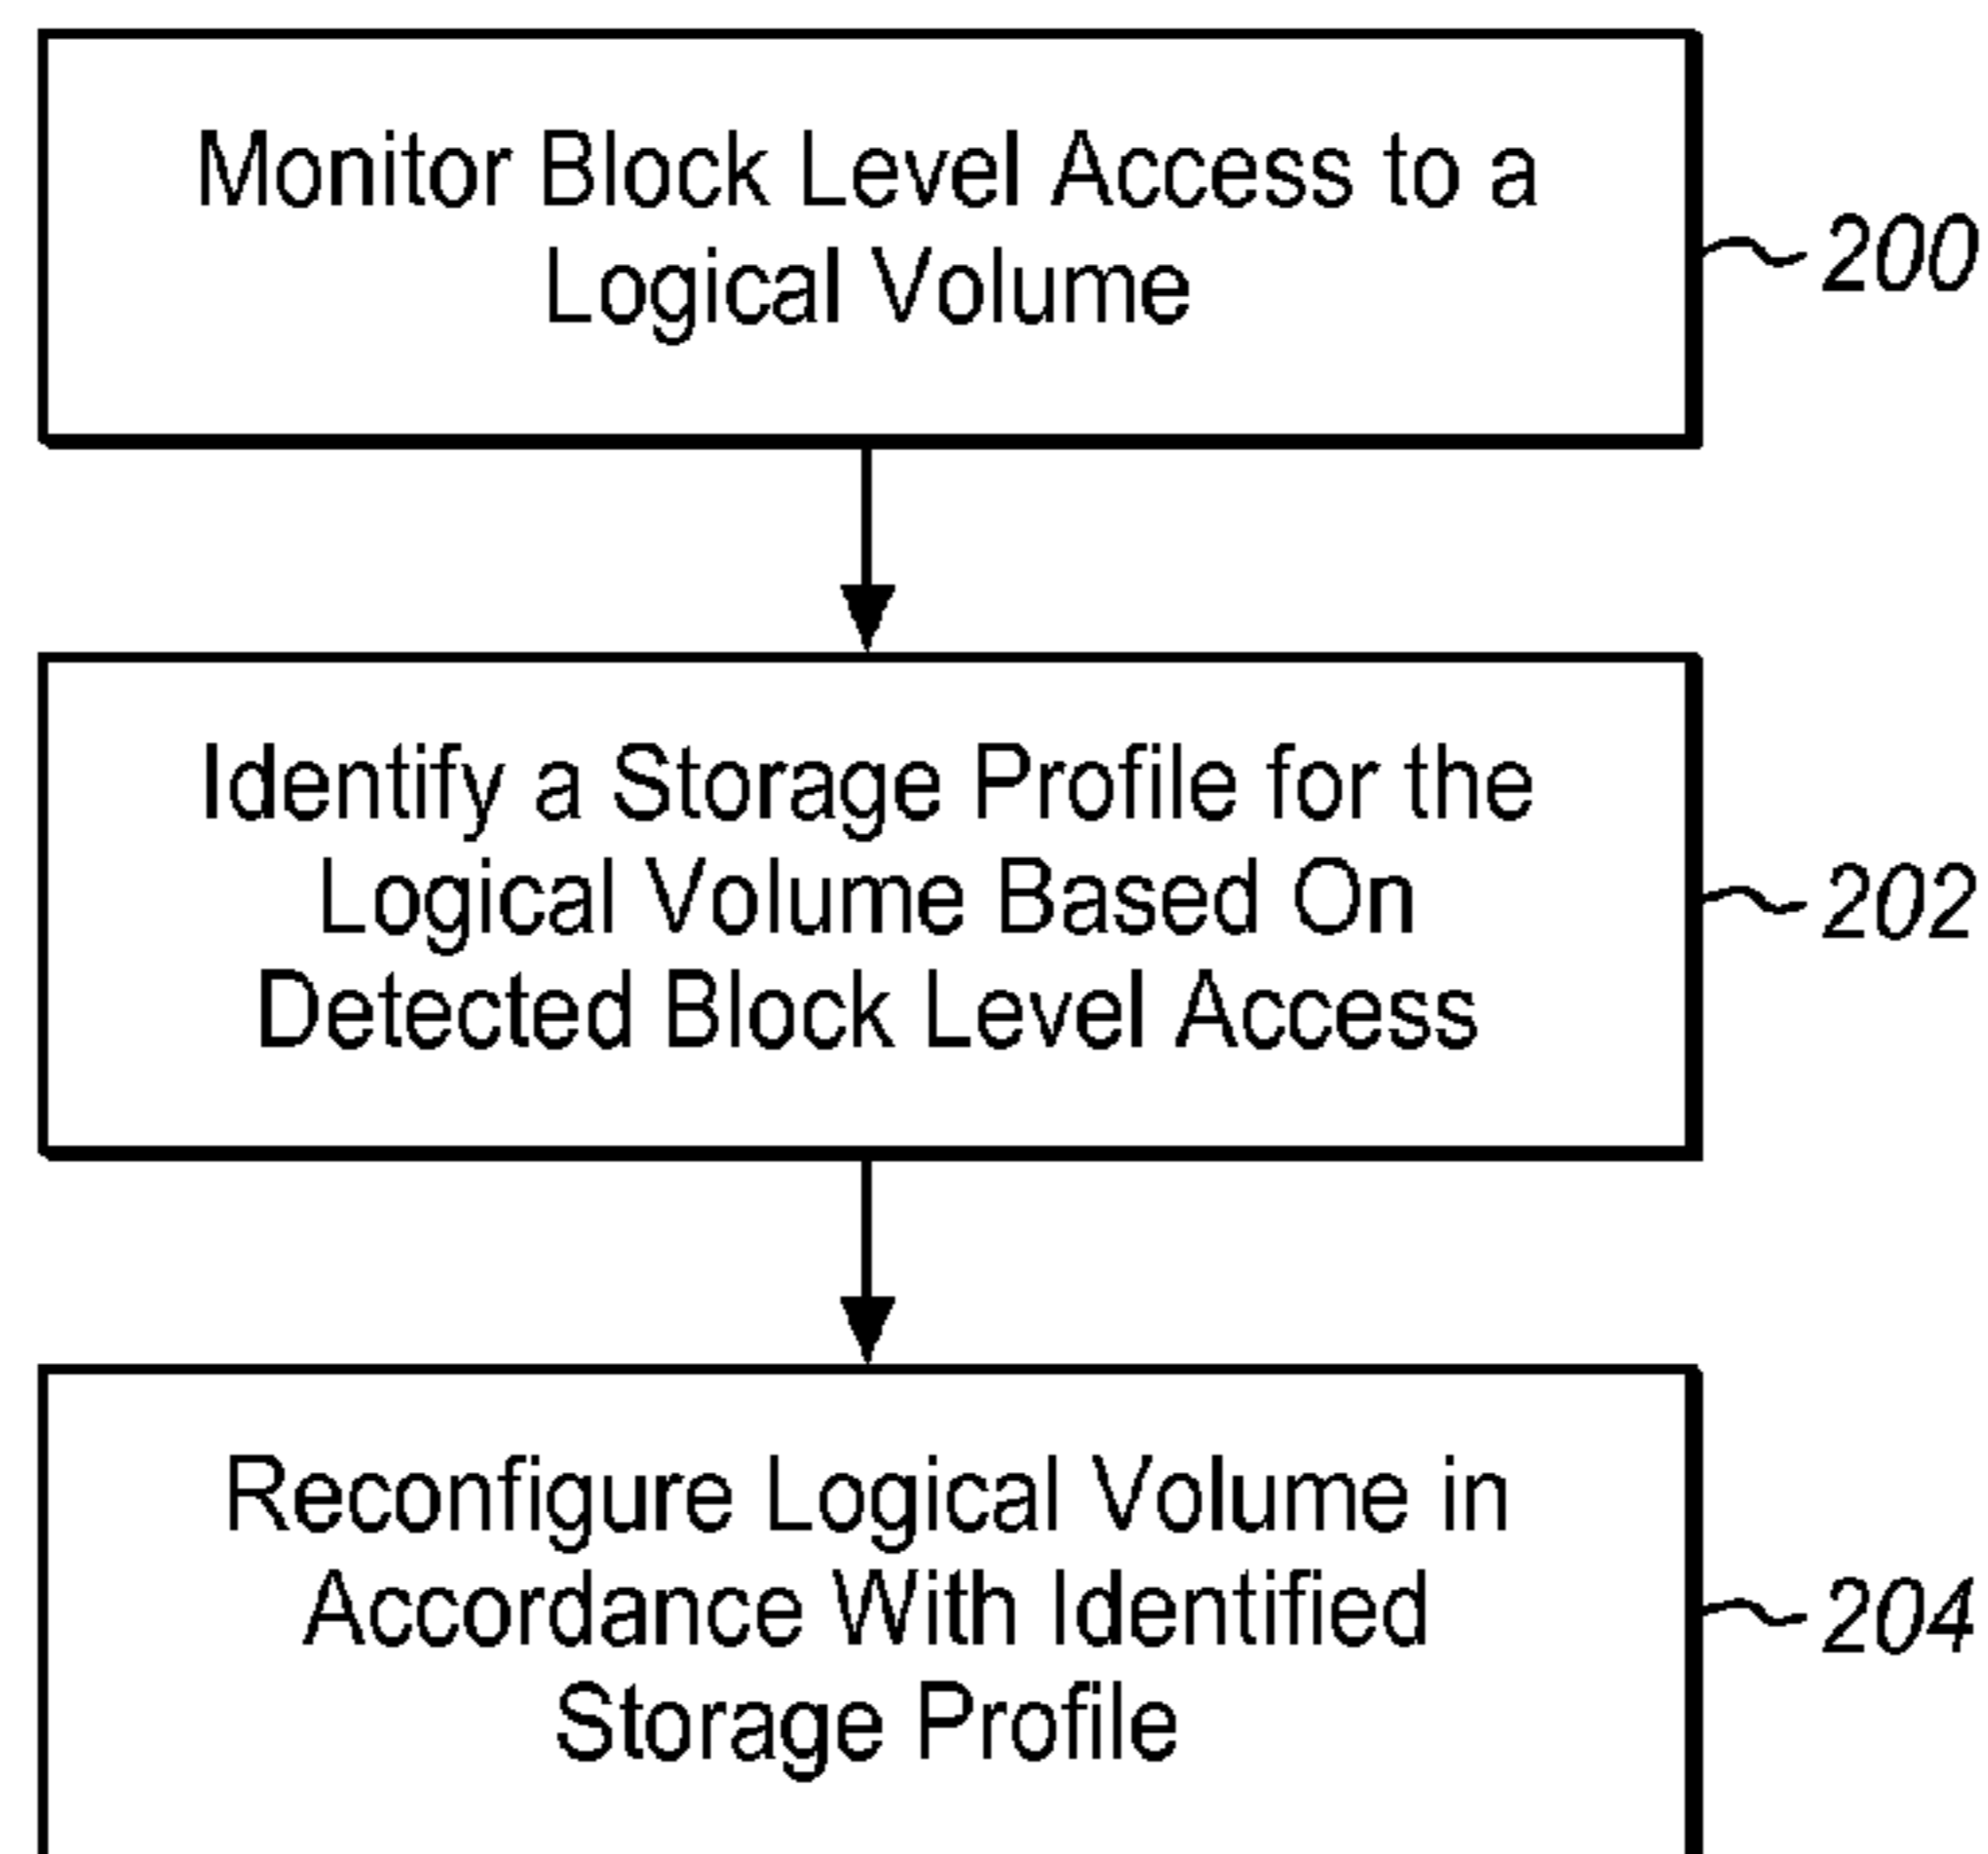 Monitor Block Level Access to a
Logical Volume
200
Identify a Storage Profile for the
Logical Volume Based On
Detected Block Level Access
202
Reconfigure Logical Volume in
Accordance With Identified
Storage Profile
204